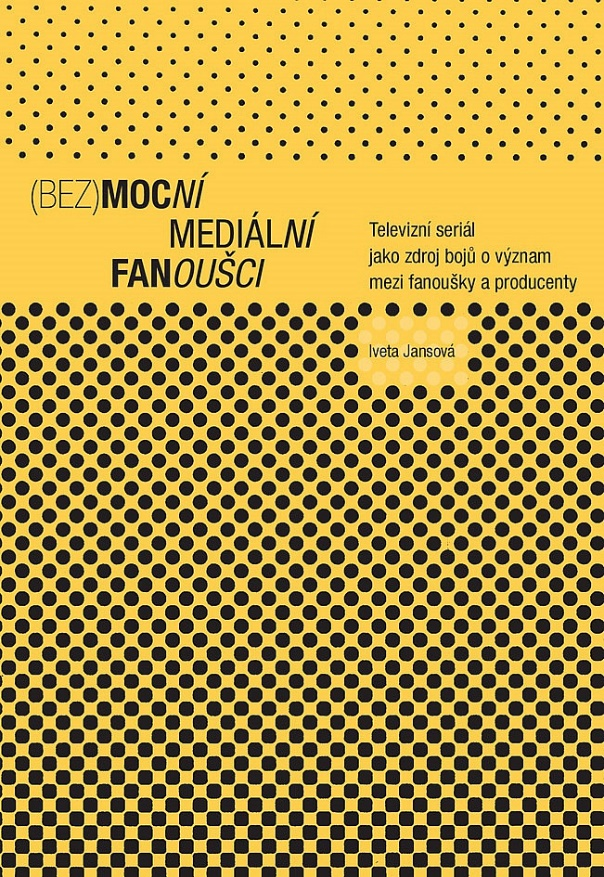 (BEZ)MOCNÍ
MEDIÁLNÍ
FANOUŠCI
Televizní seriál
jako zdroj bojů o význam
mezi fanoušky a producenty
Iveta Jansová